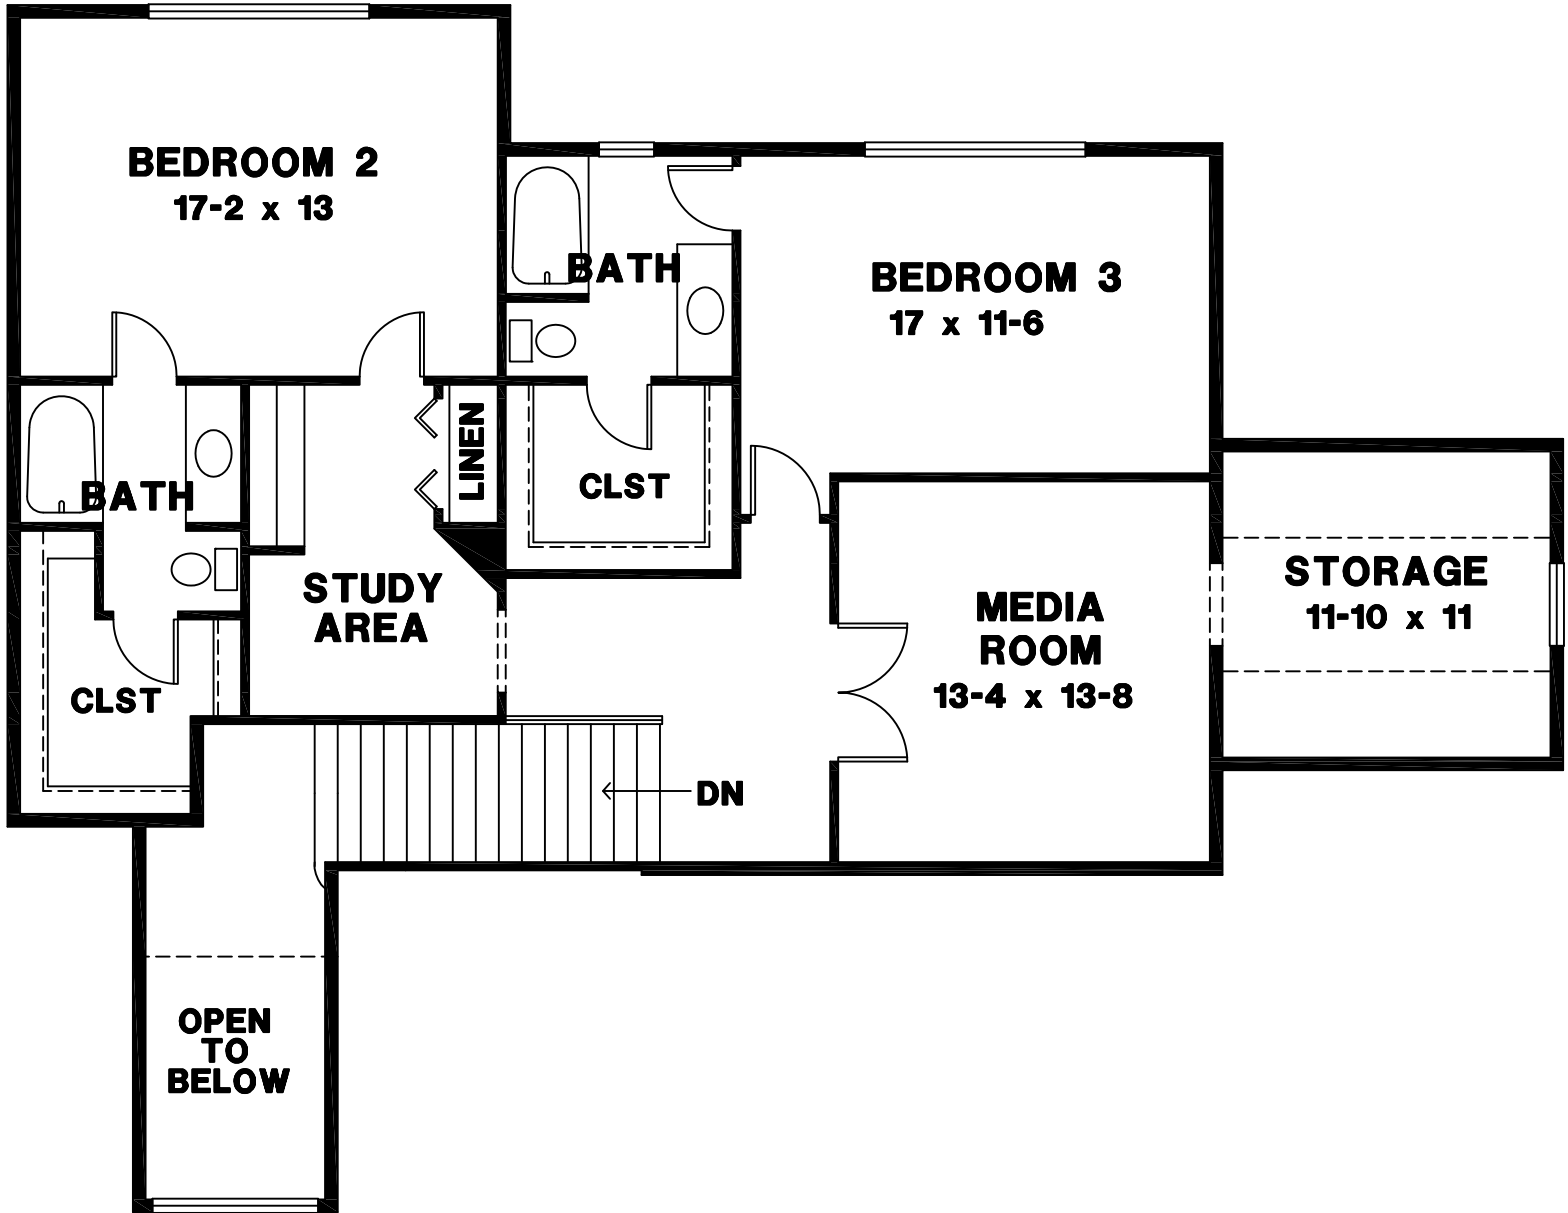 BEDROOM 2
17-2 x 13
BATH
BEDROOM 3
17 x 11-6
LINEN
CLST
BATH
STUDY
AREA
MEDIA
ROOM
13-4 x 13-8
STORAGE
11-10 x 11
CLST
DN
OPEN
TO
BELOW